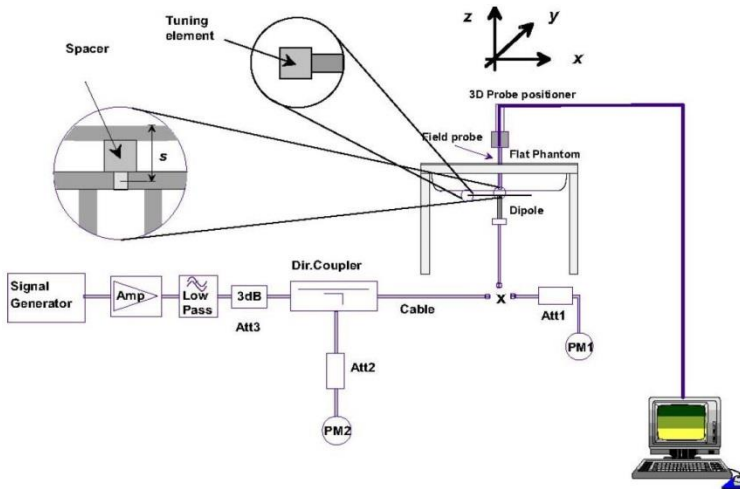 Tuning
element
Spacer
s
z
y
x
3D Probe positioner
Field probe
Flat Phantom
Dipole
Signal
Generator
Amp
Low
Pass
3dB
Att3
Dir.Coupler
Cable
x
Att1
PM1
Att2
PM2